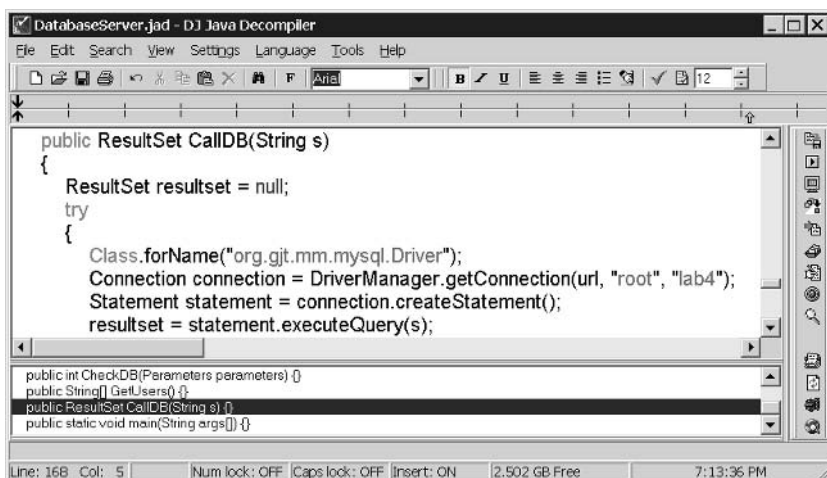 DatabaseServer.jad - DJ Java Decompiler
File Edit Search View Settings Language Tools Help
F Arial B I U 12
public ResultSet CallDB(String s)
{
ResultSet resultset = null;
try
{
Class.forName("org.gjt.mm.mysql.Driver");
Connection connection = DriverManager.getConnection(url, "root", "lab4");
Statement statement = connection.createStatement();
resultset = statement.executeQuery(s);
public int CheckDB(Parameters parameters) {}
public String[] GetUsers() {}
public ResultSet CallDB(String s) {}
public static void main(String args[]) {}
Line: 168 Col: 5 Num lock: OFF Caps lock: OFF Insert: ON 2.502 GB Free 7:13:36 PM